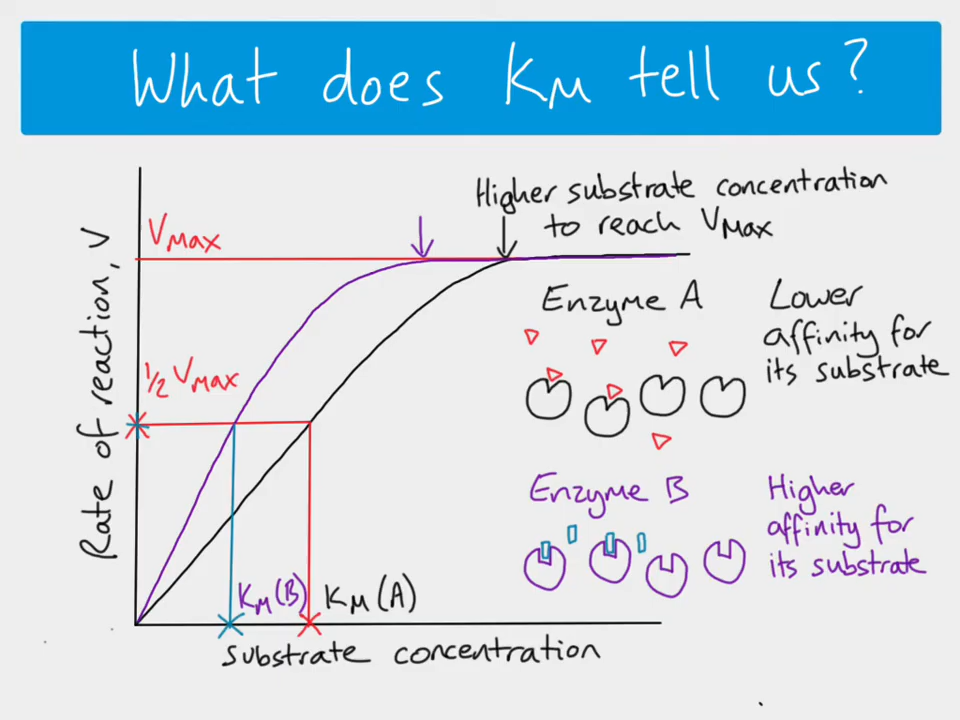 What does KM tell us?
Higher substrate concentration
to reach VMax
VMax
Rate of reaction, V
1/2 VMax
Enzyme A
Lower
affinity for
its substrate
Enzyme B
Higher
affinity for
its substrate
KM(B)
KM(A)
substrate concentration